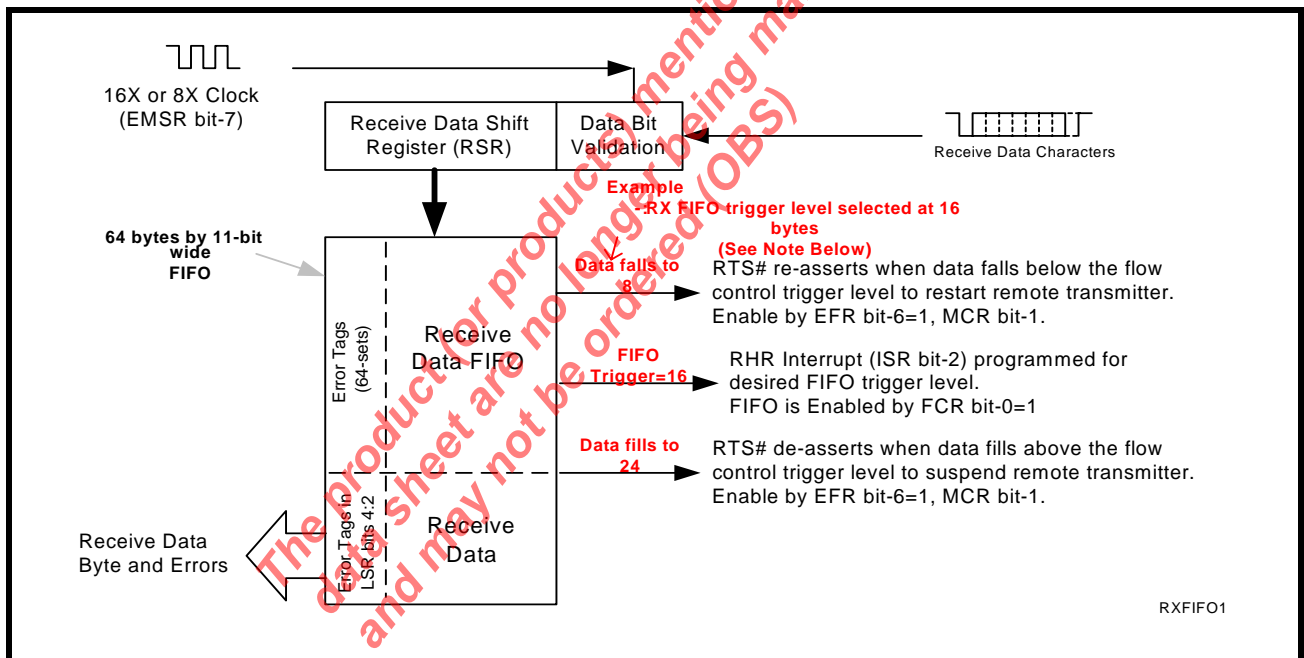 16X or 8X Clock
(EMSR bit-7)
Receive Data Shift
Register (RSR)
Data Bit
Validation
Receive Data Characters
Example
-:RX FIFO trigger level selected at 16
bytes
(See Note Below)
64 bytes by 11-bit
wide
FIFO
Data falls to
8
RTS# re-asserts when data falls below the flow
control trigger level to restart remote transmitter.
Enable by EFR bit-6=1, MCR bit-1.
Error Tags
(64-sets)
Receive
Data FIFO
FIFO
Trigger=16
RHR Interrupt (ISR bit-2) programmed for
desired FIFO trigger level.
FIFO is Enabled by FCR bit-0=1
Data fills to
24
RTS# de-asserts when data fills above the flow
control trigger level to suspend remote transmitter.
Enable by EFR bit-6=1, MCR bit-1.
Error Tags in
LSR bits 4:2
Receive
Data
Receive Data
Byte and Errors
RXFIFO1
The product (or products)
data sheet are no longer being
and may not be ordered (OBS)